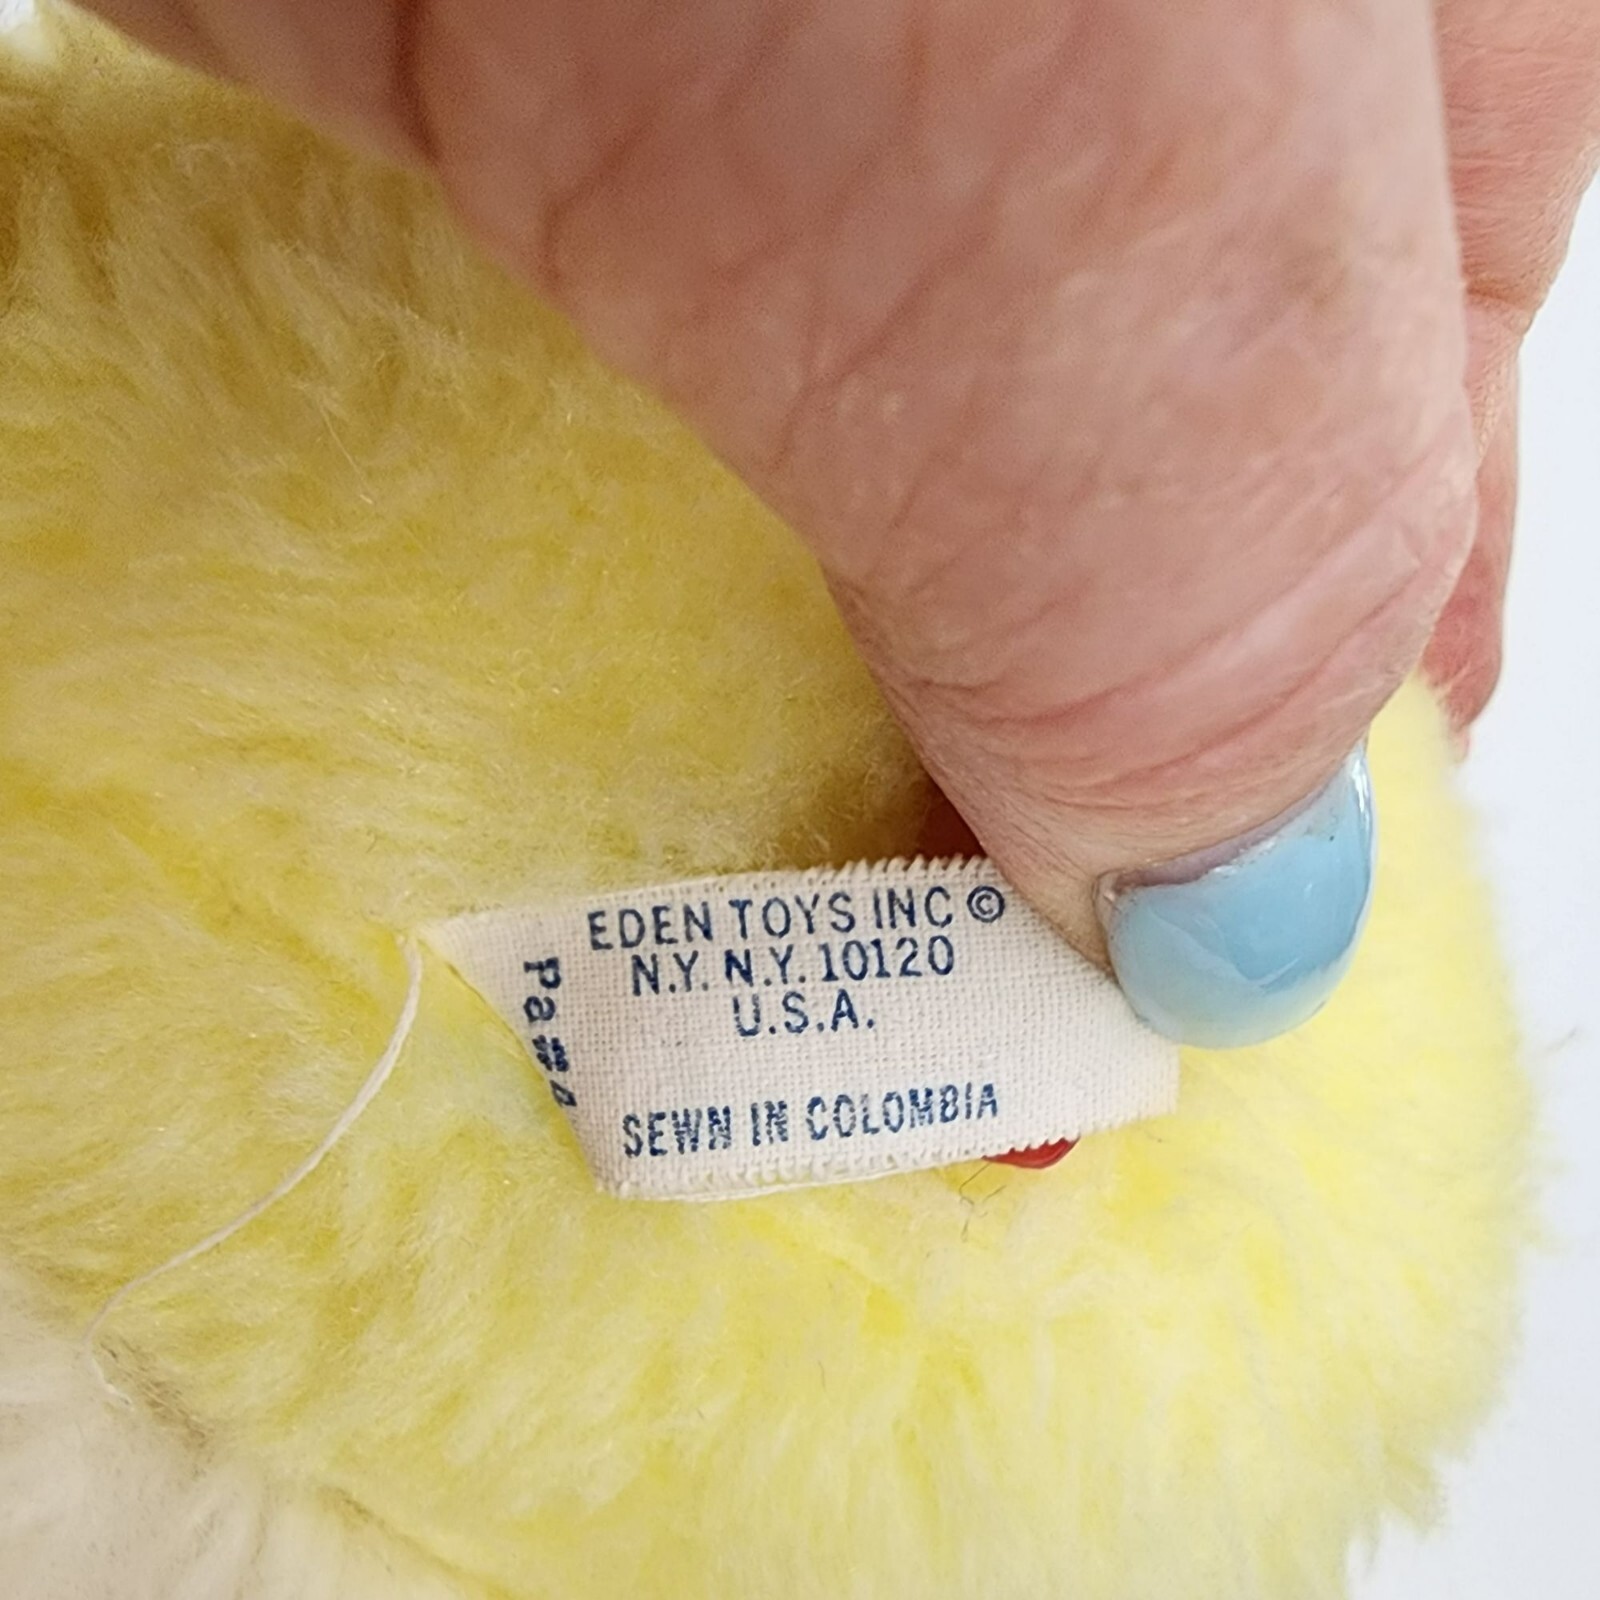 EDEN TOYS INC ©
N.Y. N.Y. 10120
U.S.A.
SEWN IN COLOMBIA